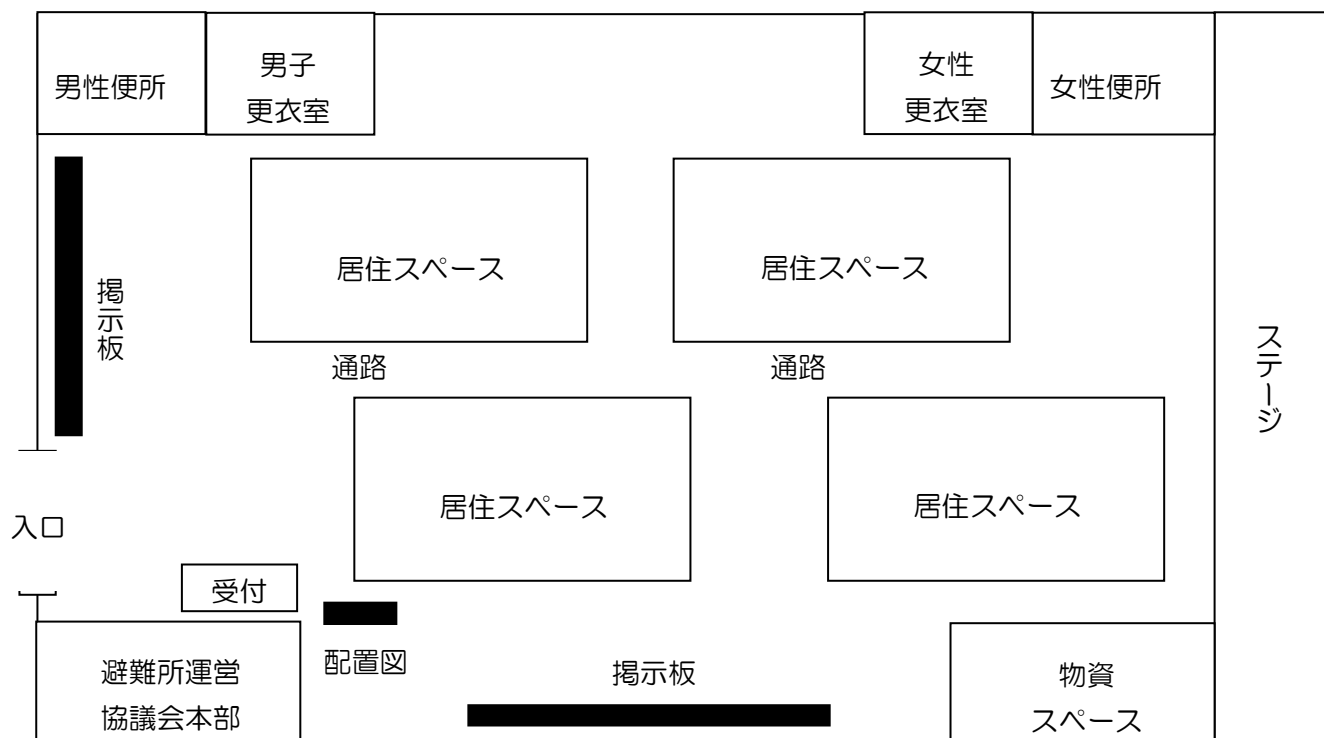 男性便所
男子
更衣室
女性
更衣室
女性便所
掲示板
居住スペース
居住スペース
通路
通路
ステージ
居住スペース
居住スペース
入口
受付
配置図
掲示板
避難所運営
協議会本部
物資
スペース